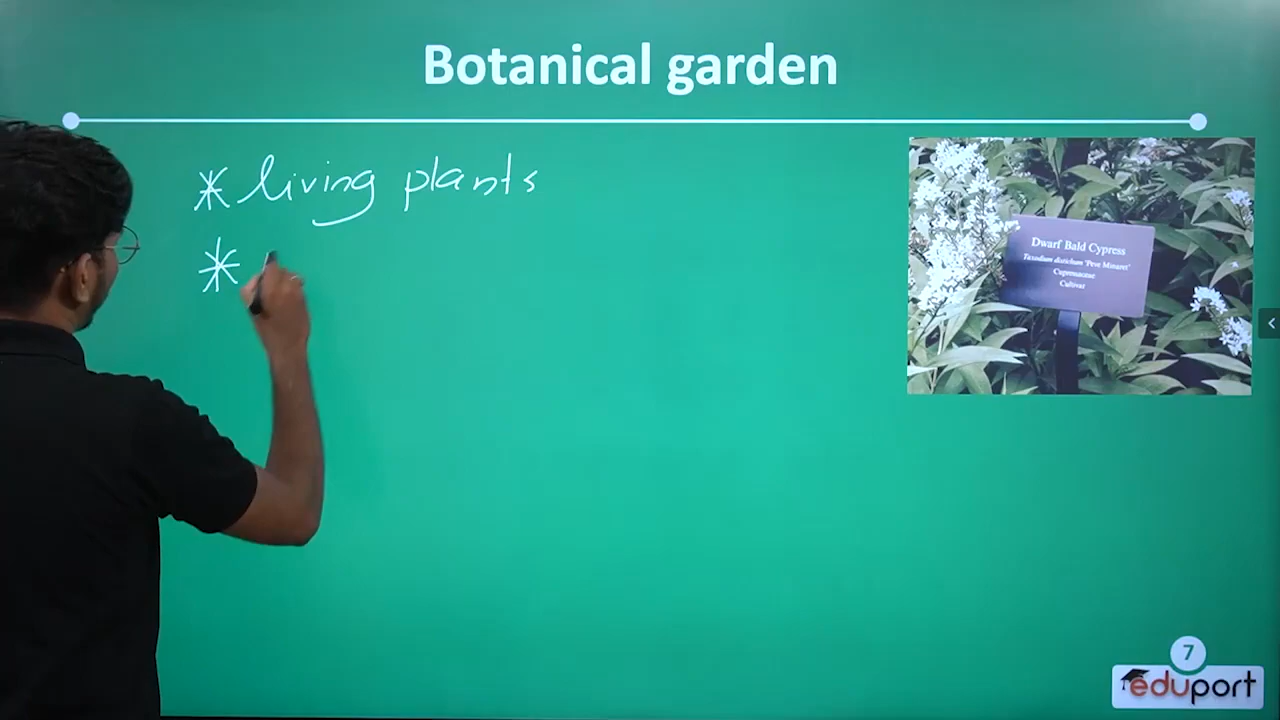 Botanical garden
* living plants
*
Dwarf Bald Cypress
Taxodium distichum 'Peve Minaret'
Cupressaceae
Cultivar
7
eduport